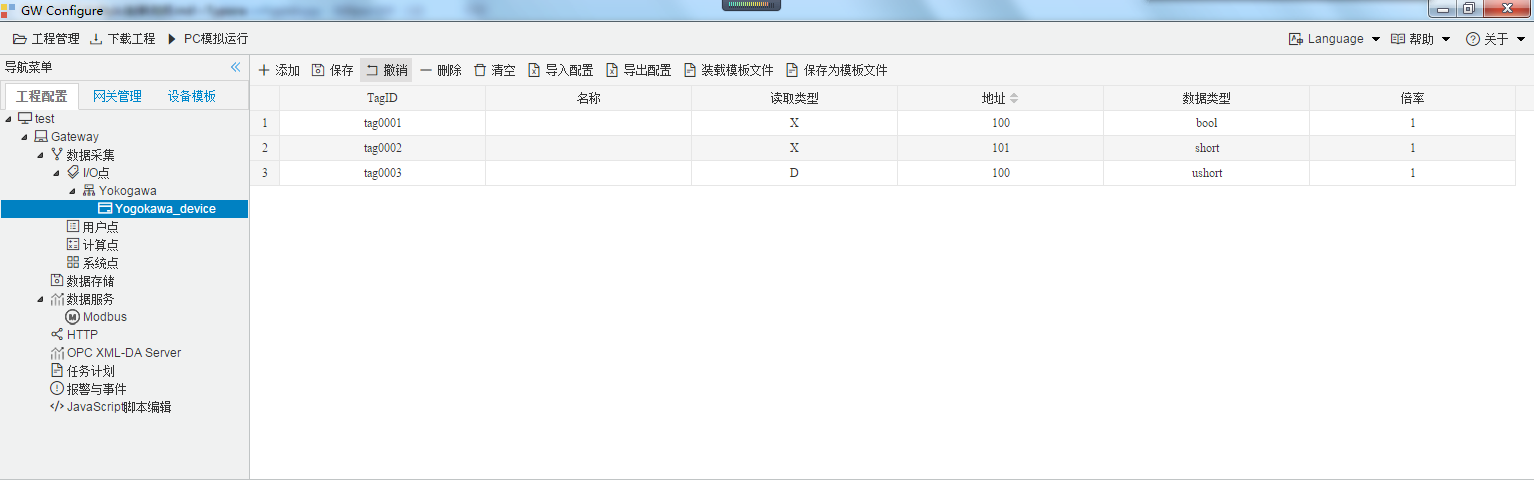 GW Configure
工程管理 下载工程 PC模拟运行 Language 帮助 关于
导航菜单
工程配置 网关管理 设备模板
test
Gateway
数据采集
I/O点
Yokogawa
Yogokawa_device
用户点
计算点
系统点
数据存储
数据服务
Modbus
HTTP
OPC XML-DA Server
任务计划
报警与事件
JavaScript脚本编辑
添加 保存 撤销 删除 清空 导入配置 导出配置 装载模板文件 保存为模板文件
TagID 名称 读取类型 地址 数据类型 倍率
1 tag0001 X 100 bool 1
2 tag0002 X 101 short 1
3 tag0003 D 100 ushort 1